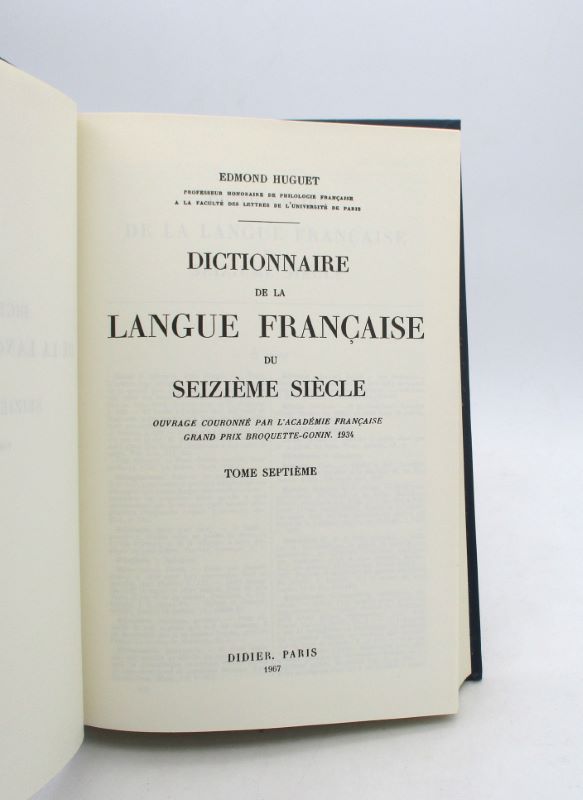 EDMOND HUGUET
PROFESSEUR HONORAIRE DE PHILOLOGIE FRANÇAISE
A LA FACULTÉ DES LETTRES DE L'UNIVERSITÉ DE PARIS
DICTIONNAIRE
DE LA
LANGUE FRANÇAISE
DU
SEIZIÈME SIÈCLE
OUVRAGE COURONNÉ PAR L'ACADÉMIE FRANÇAISE
GRAND PRIX BROQUETTE-GONIN. 1934
TOME SEPTIÈME
DIDIER. PARIS
1967